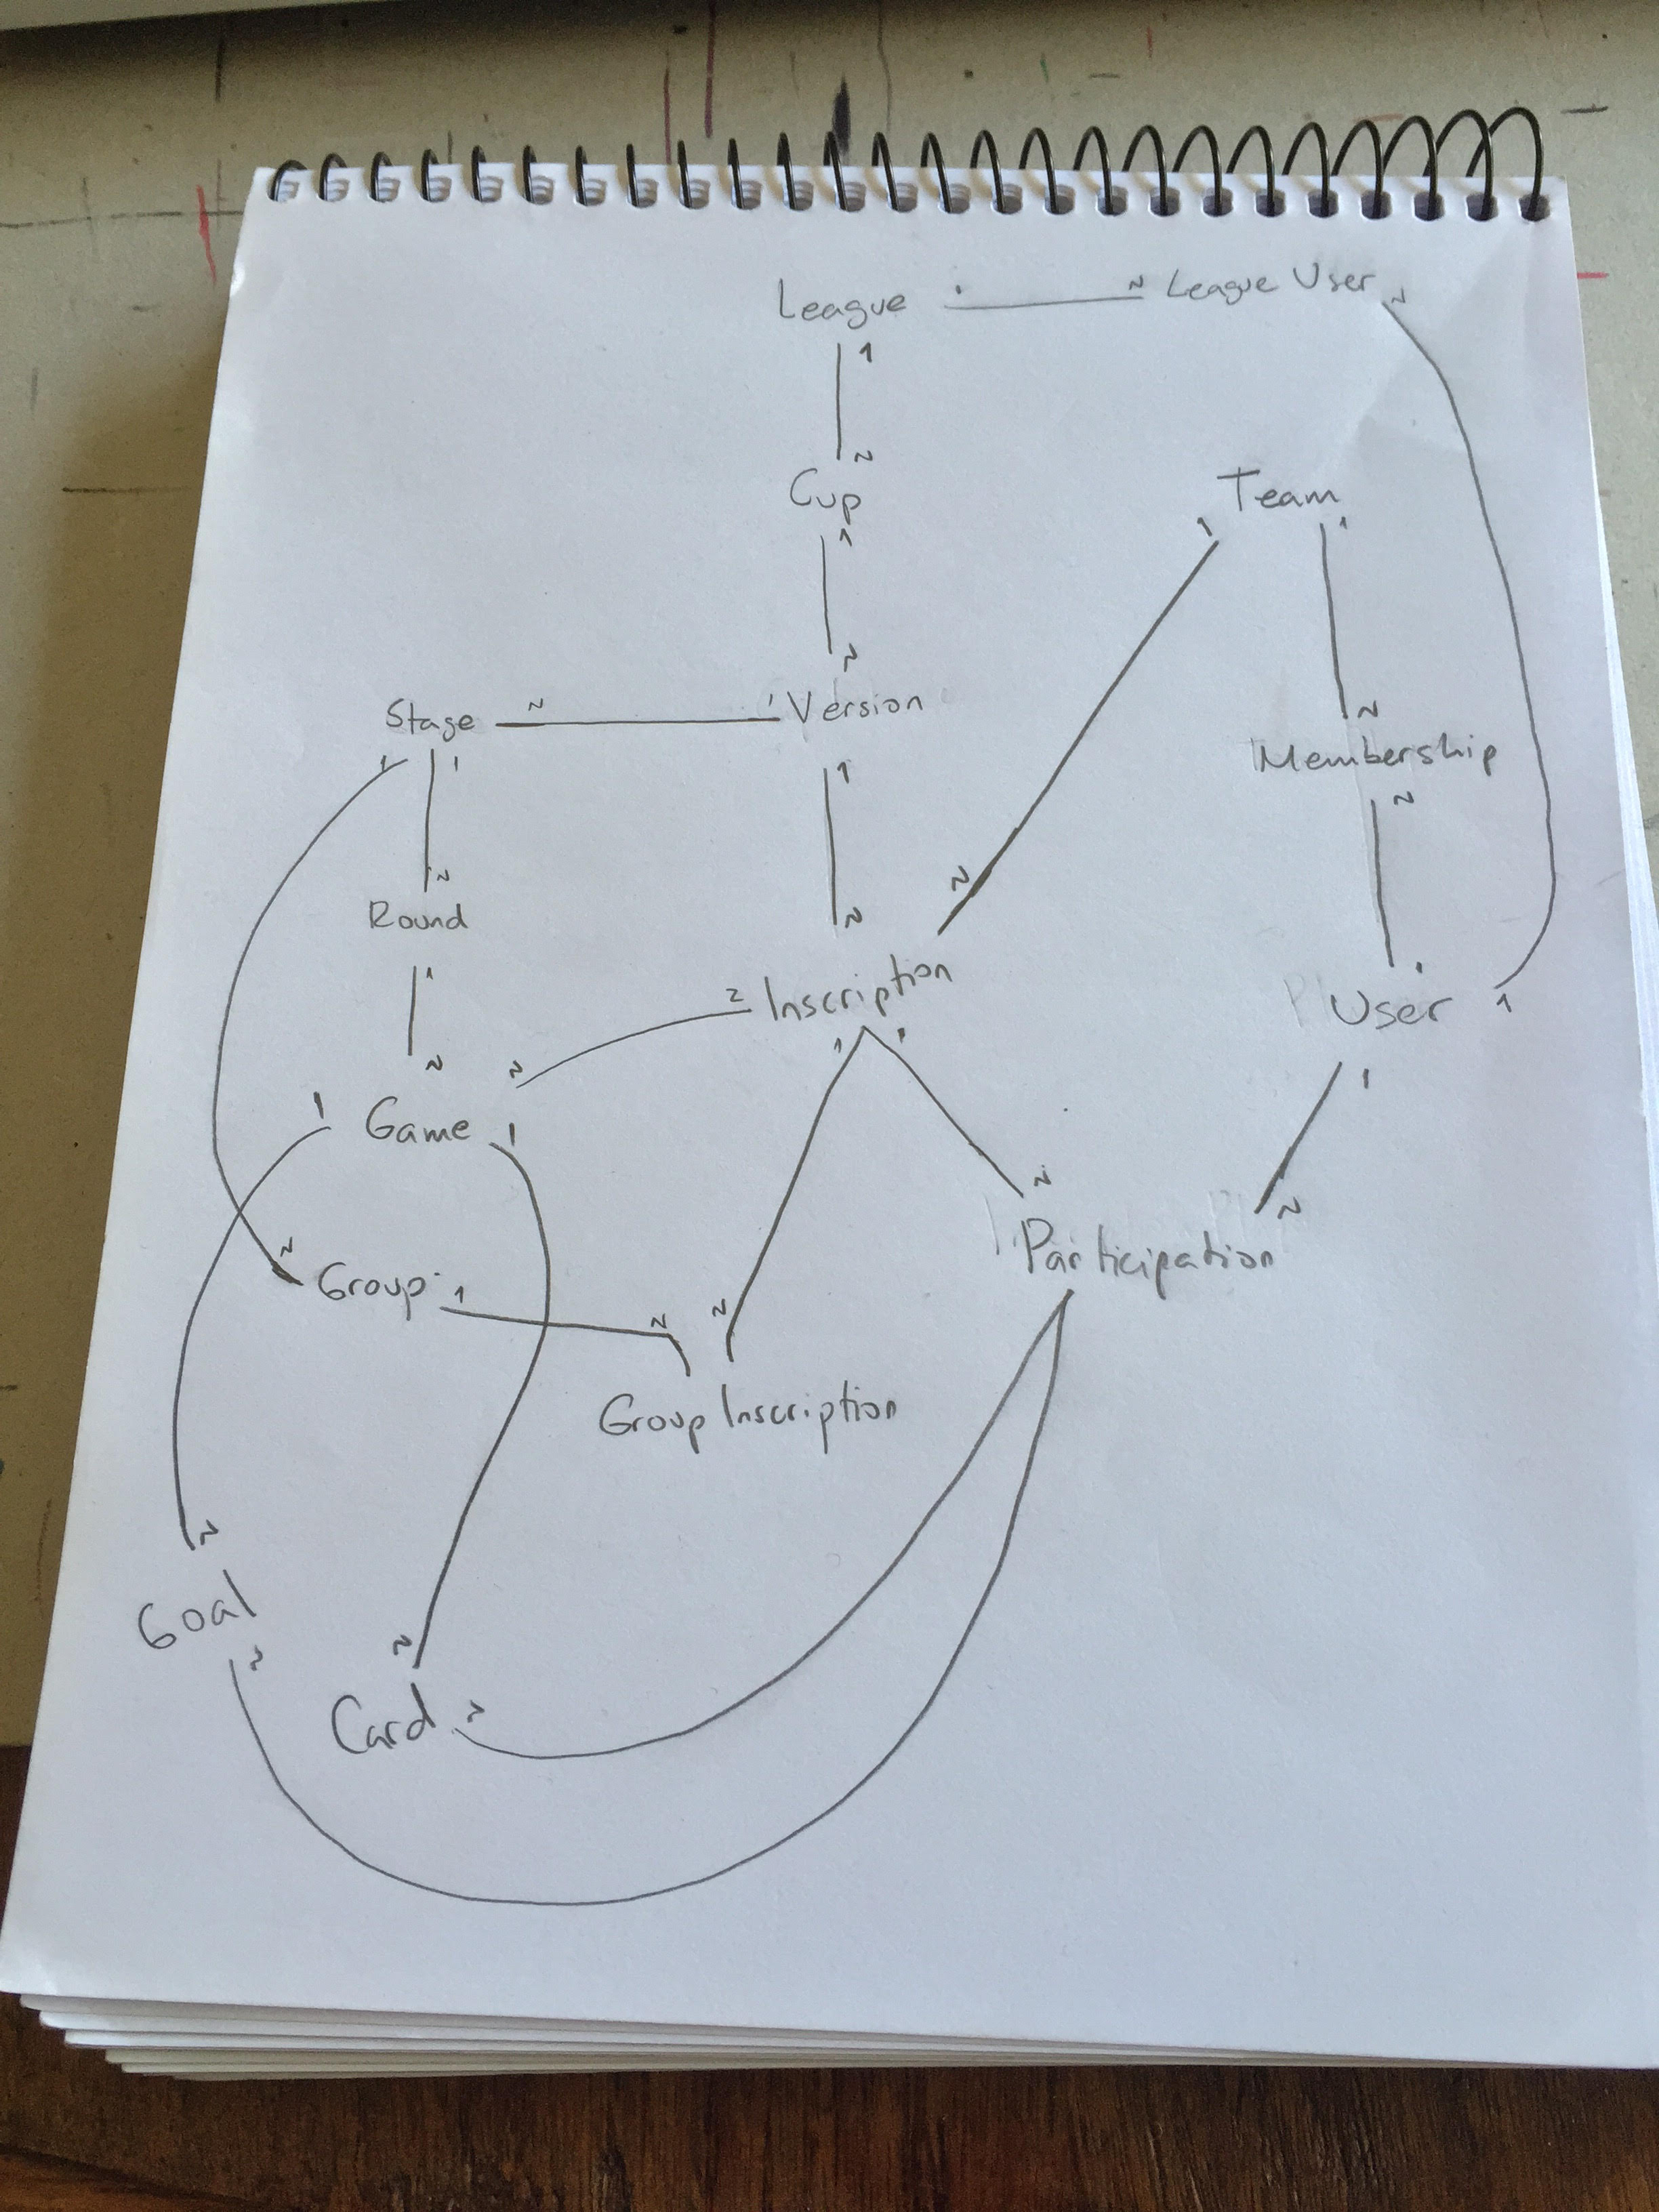 League 1 N League User N
1
N
Cup
1
N
Team
1 1
Stage N 1 Version
1 1
1
N
Membership
N
N
Round
1
N
N
N
2 Inscription
1 1
1
User 1
1
N N
1 Game 1
N
N
Participation
N
Group 1
N N
Group Inscription
N
Goal
N
N
Card N